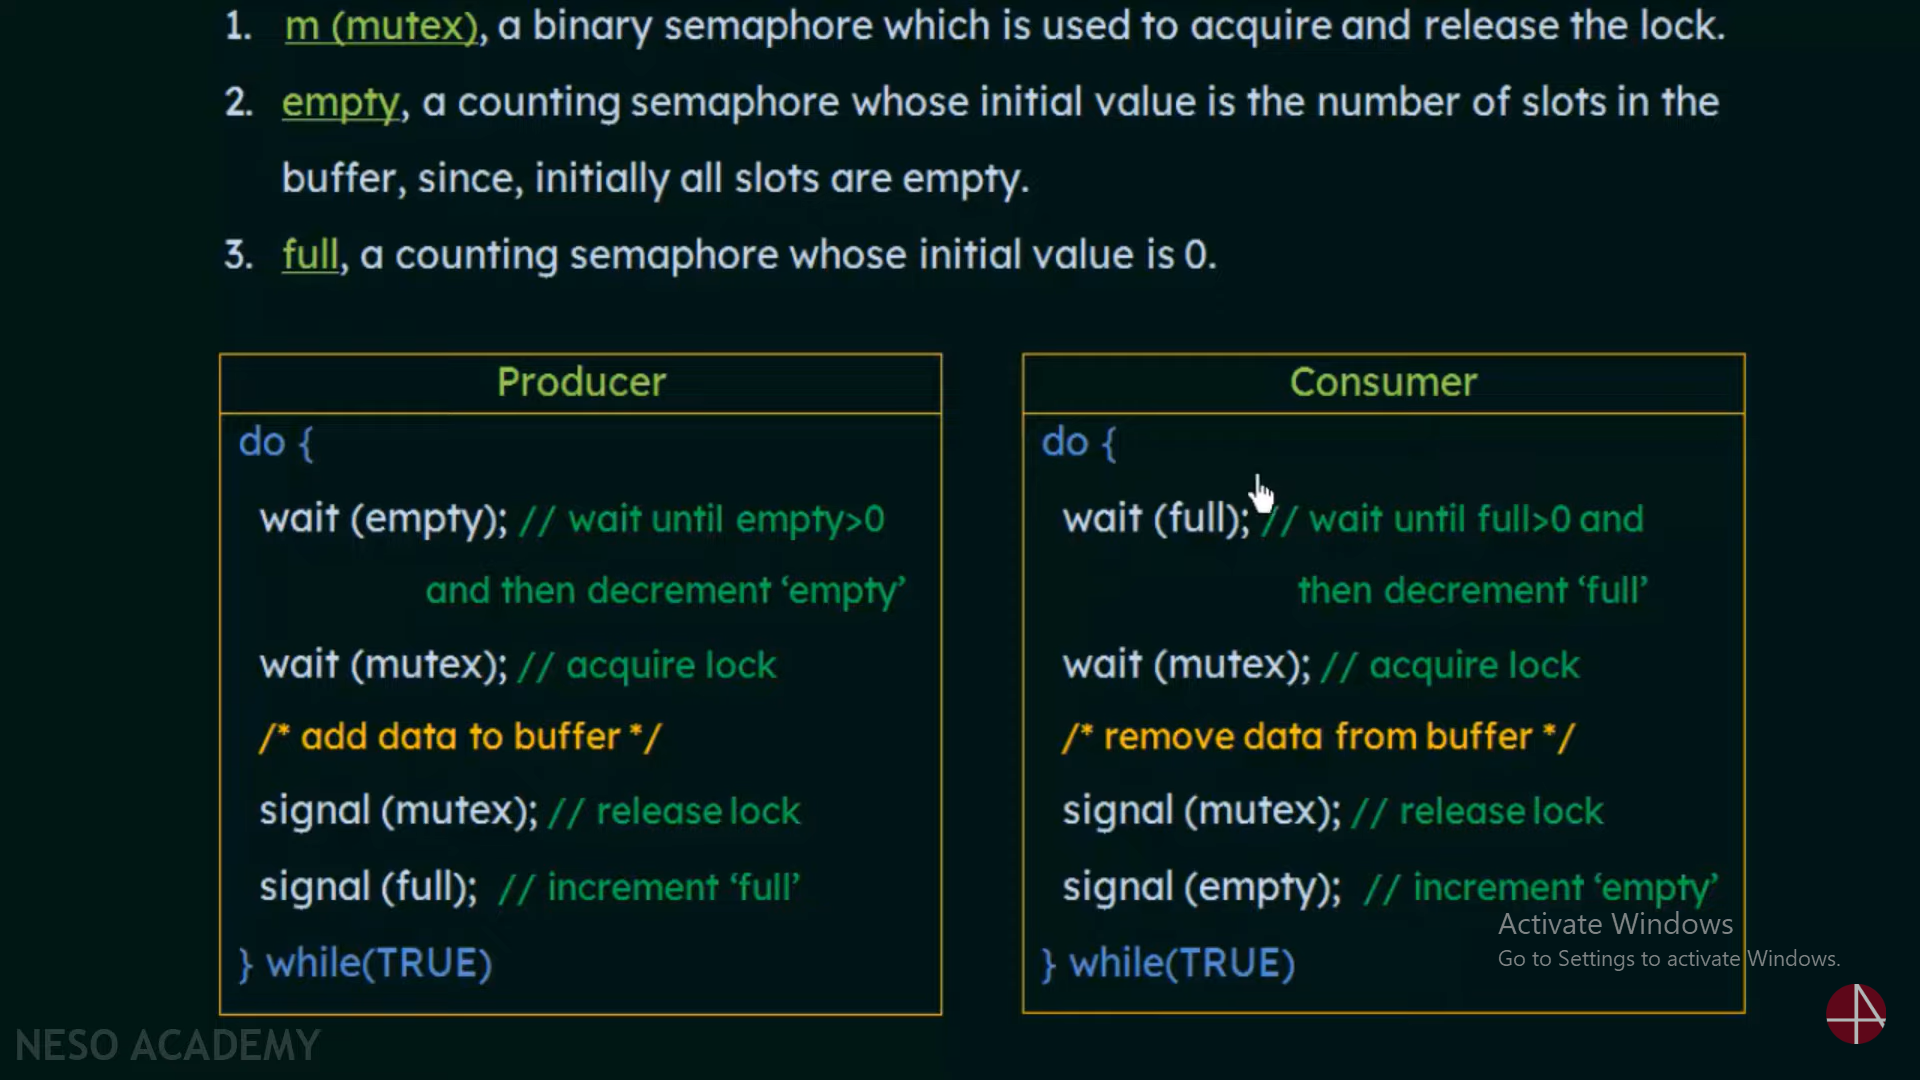 1. m (mutex), a binary semaphore which is used to acquire and release the lock.
2. empty, a counting semaphore whose initial value is the number of slots in the
buffer, since, initially all slots are empty.
3. full, a counting semaphore whose initial value is 0.
Producer
do {
wait (empty); // wait until empty>0
and then decrement ‘empty’
wait (mutex); // acquire lock
/* add data to buffer */
signal (mutex); // release lock
signal (full); // increment ‘full’
} while(TRUE)
Consumer
do {
wait (full); // wait until full>0 and
then decrement ‘full’
wait (mutex); // acquire lock
/* remove data from buffer */
signal (mutex); // release lock
signal (empty); // increment ‘empty’
} while(TRUE)
Activate Windows
Go to Settings to activate Windows.
NESO ACADEMY